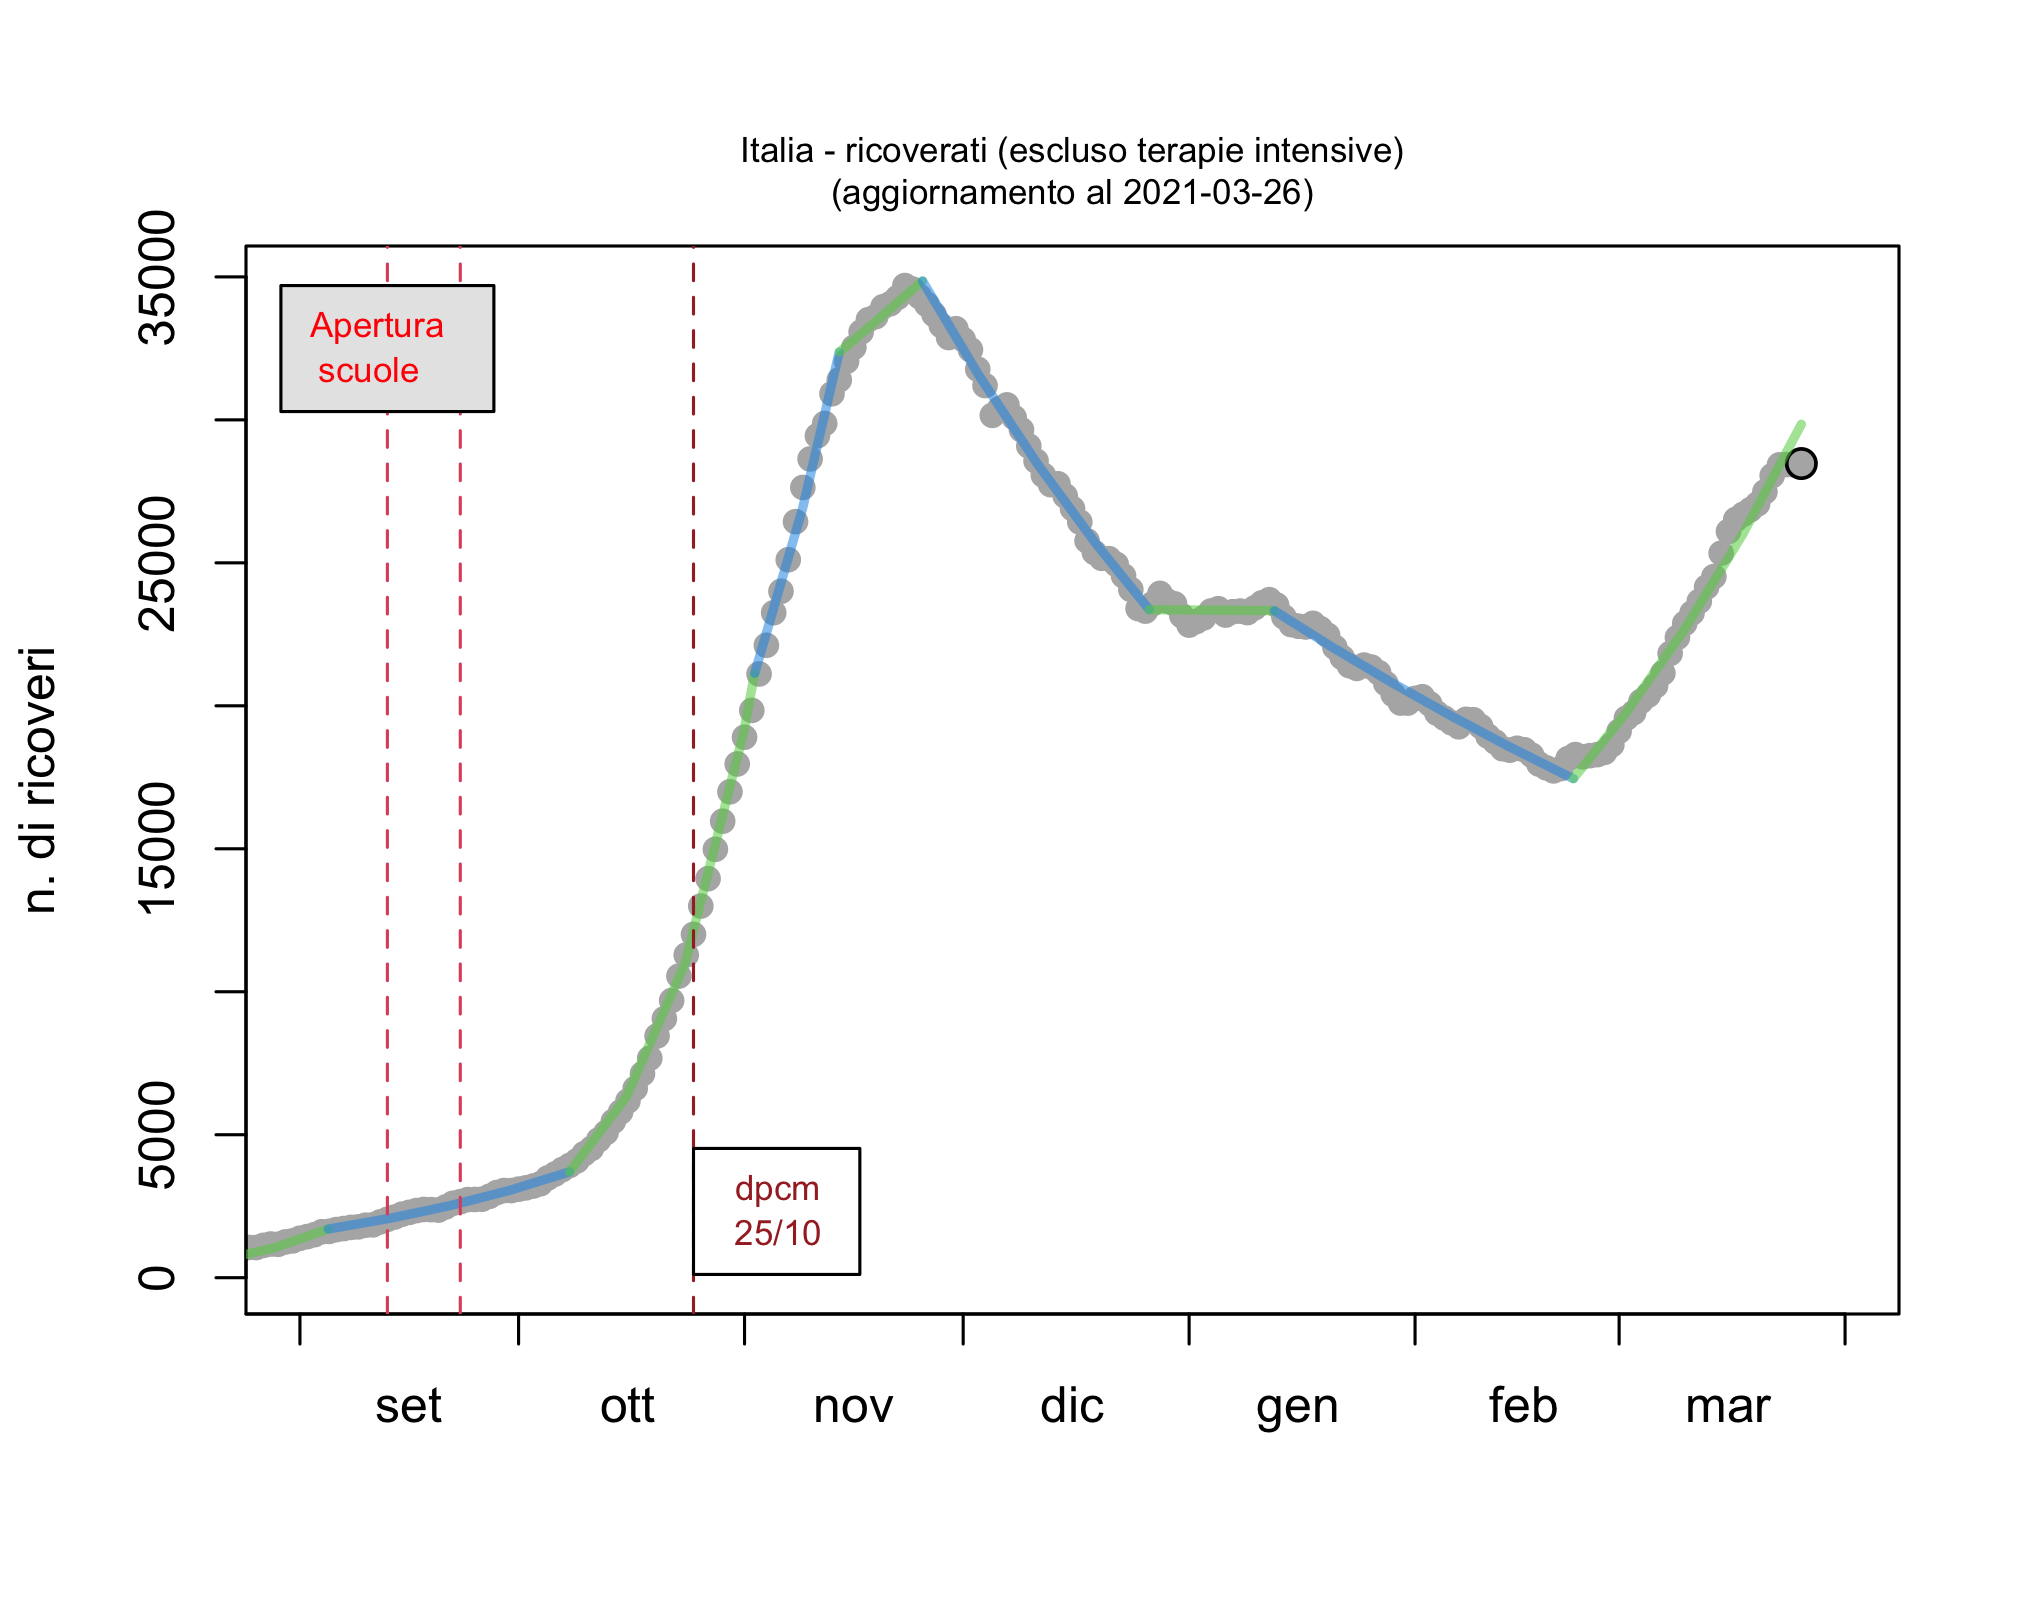 Italia - ricoverati (escluso terapie intensive)
(aggiornamento al 2021-03-26)
n. di ricoveri
35000
25000
15000
5000
0
Apertura
scuole
dpcm
25/10
set
ott
nov
dic
gen
feb
mar